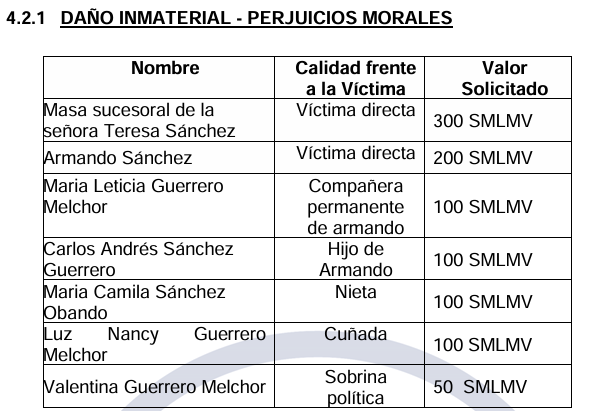 4.2.1 DAÑO INMATERIAL - PERJUICIOS MORALES
Nombre
Calidad frente
a la Víctima
Valor
Solicitado
Masa sucesoral de la
señora Teresa Sánchez
Víctima directa
300 SMLMV
Armando Sánchez
Víctima directa
200 SMLMV
Maria Leticia Guerrero
Melchor
Compañera
permanente
de armando
100 SMLMV
Carlos Andrés Sánchez
Guerrero
Hijo de
Armando
100 SMLMV
Maria Camila Sánchez
Obando
Nieta
100 SMLMV
Luz Nancy Guerrero
Melchor
Cuñada
100 SMLMV
Valentina Guerrero Melchor
Sobrina
política
50 SMLMV